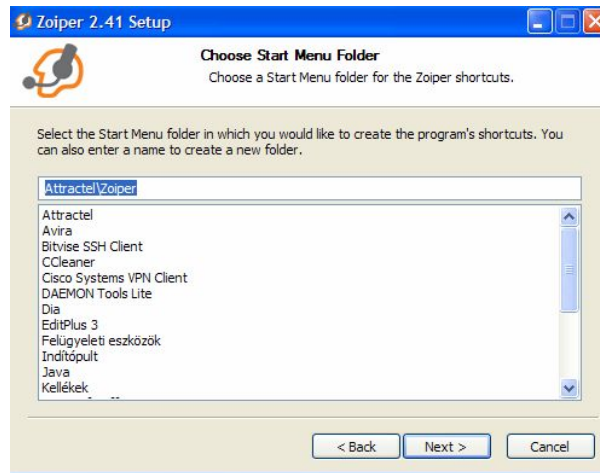 Zoiper 2.41 Setup
Choose Start Menu Folder
Choose a Start Menu folder for the Zoiper shortcuts.
Select the Start Menu folder in which you would like to create the program's shortcuts. You
can also enter a name to create a new folder.
Attractel\Zoiper
Attractel
Avira
Bitvise SSH Client
CCleaner
Cisco Systems VPN Client
DAEMON Tools Lite
Dia
EditPlus 3
Felügyeleti eszközök
Indítópult
Java
Kellékek
< Back
Next >
Cancel